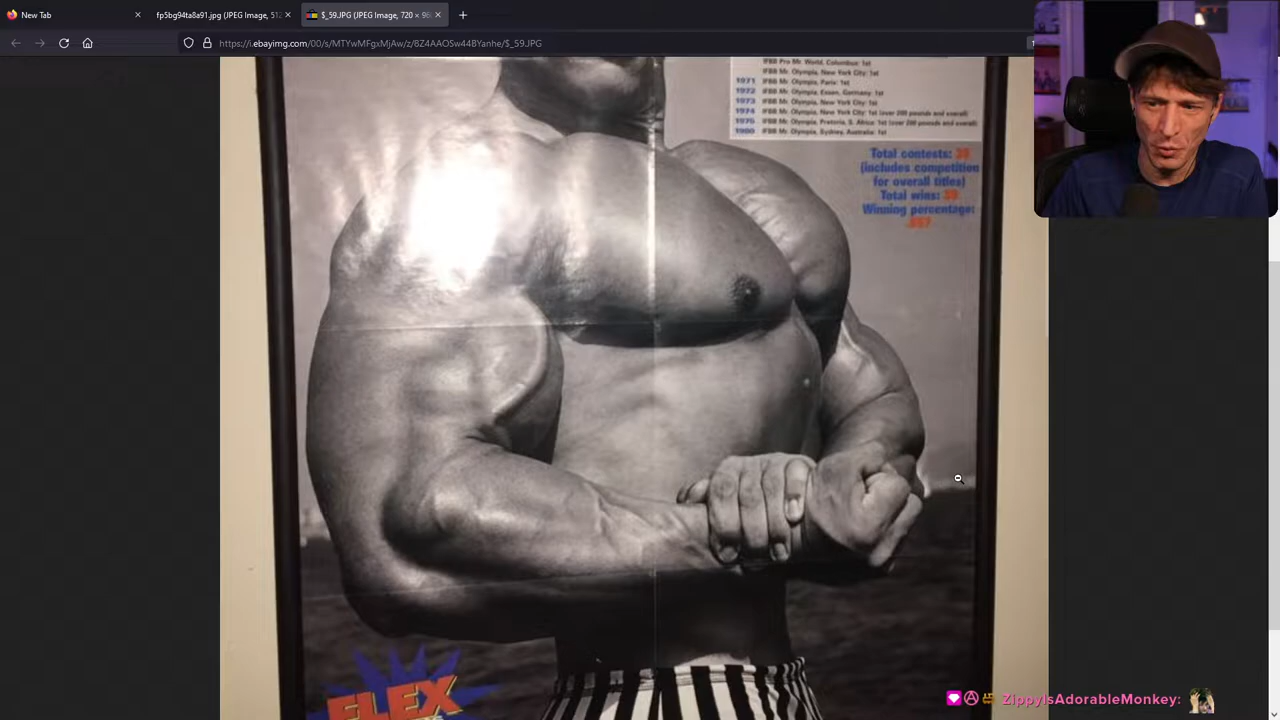 New Tab
fp5bg94ta8a91.jpg (JPEG Image, 512
$_59.JPG (JPEG Image, 720 × 96
https://i.ebayimg.com/00/s/MTYwMFgxMjAw/z/8Z4AAOSw44BYanhe/$_59.JPG
IFBB Pro Mr. World, Columbus: 1st
IFBB Mr. Olympia, New York City: 1st
1971 IFBB Mr. Olympia, Paris: 1st
1972 IFBB Mr. Olympia, Essen, Germany: 1st
1973 IFBB Mr. Olympia, New York City: 1st
1974 IFBB Mr. Olympia, New York City: 1st (over 200 pounds and overall)
1975 IFBB Mr. Olympia, Pretoria, S. Africa: 1st (over 200 pounds and overall)
1980 IFBB Mr. Olympia, Sydney, Australia: 1st
Total contests:
(includes competition
for overall titles)
Total wins:
Winning percentage:
FLEX
ZippyIsAdorableMonkey: